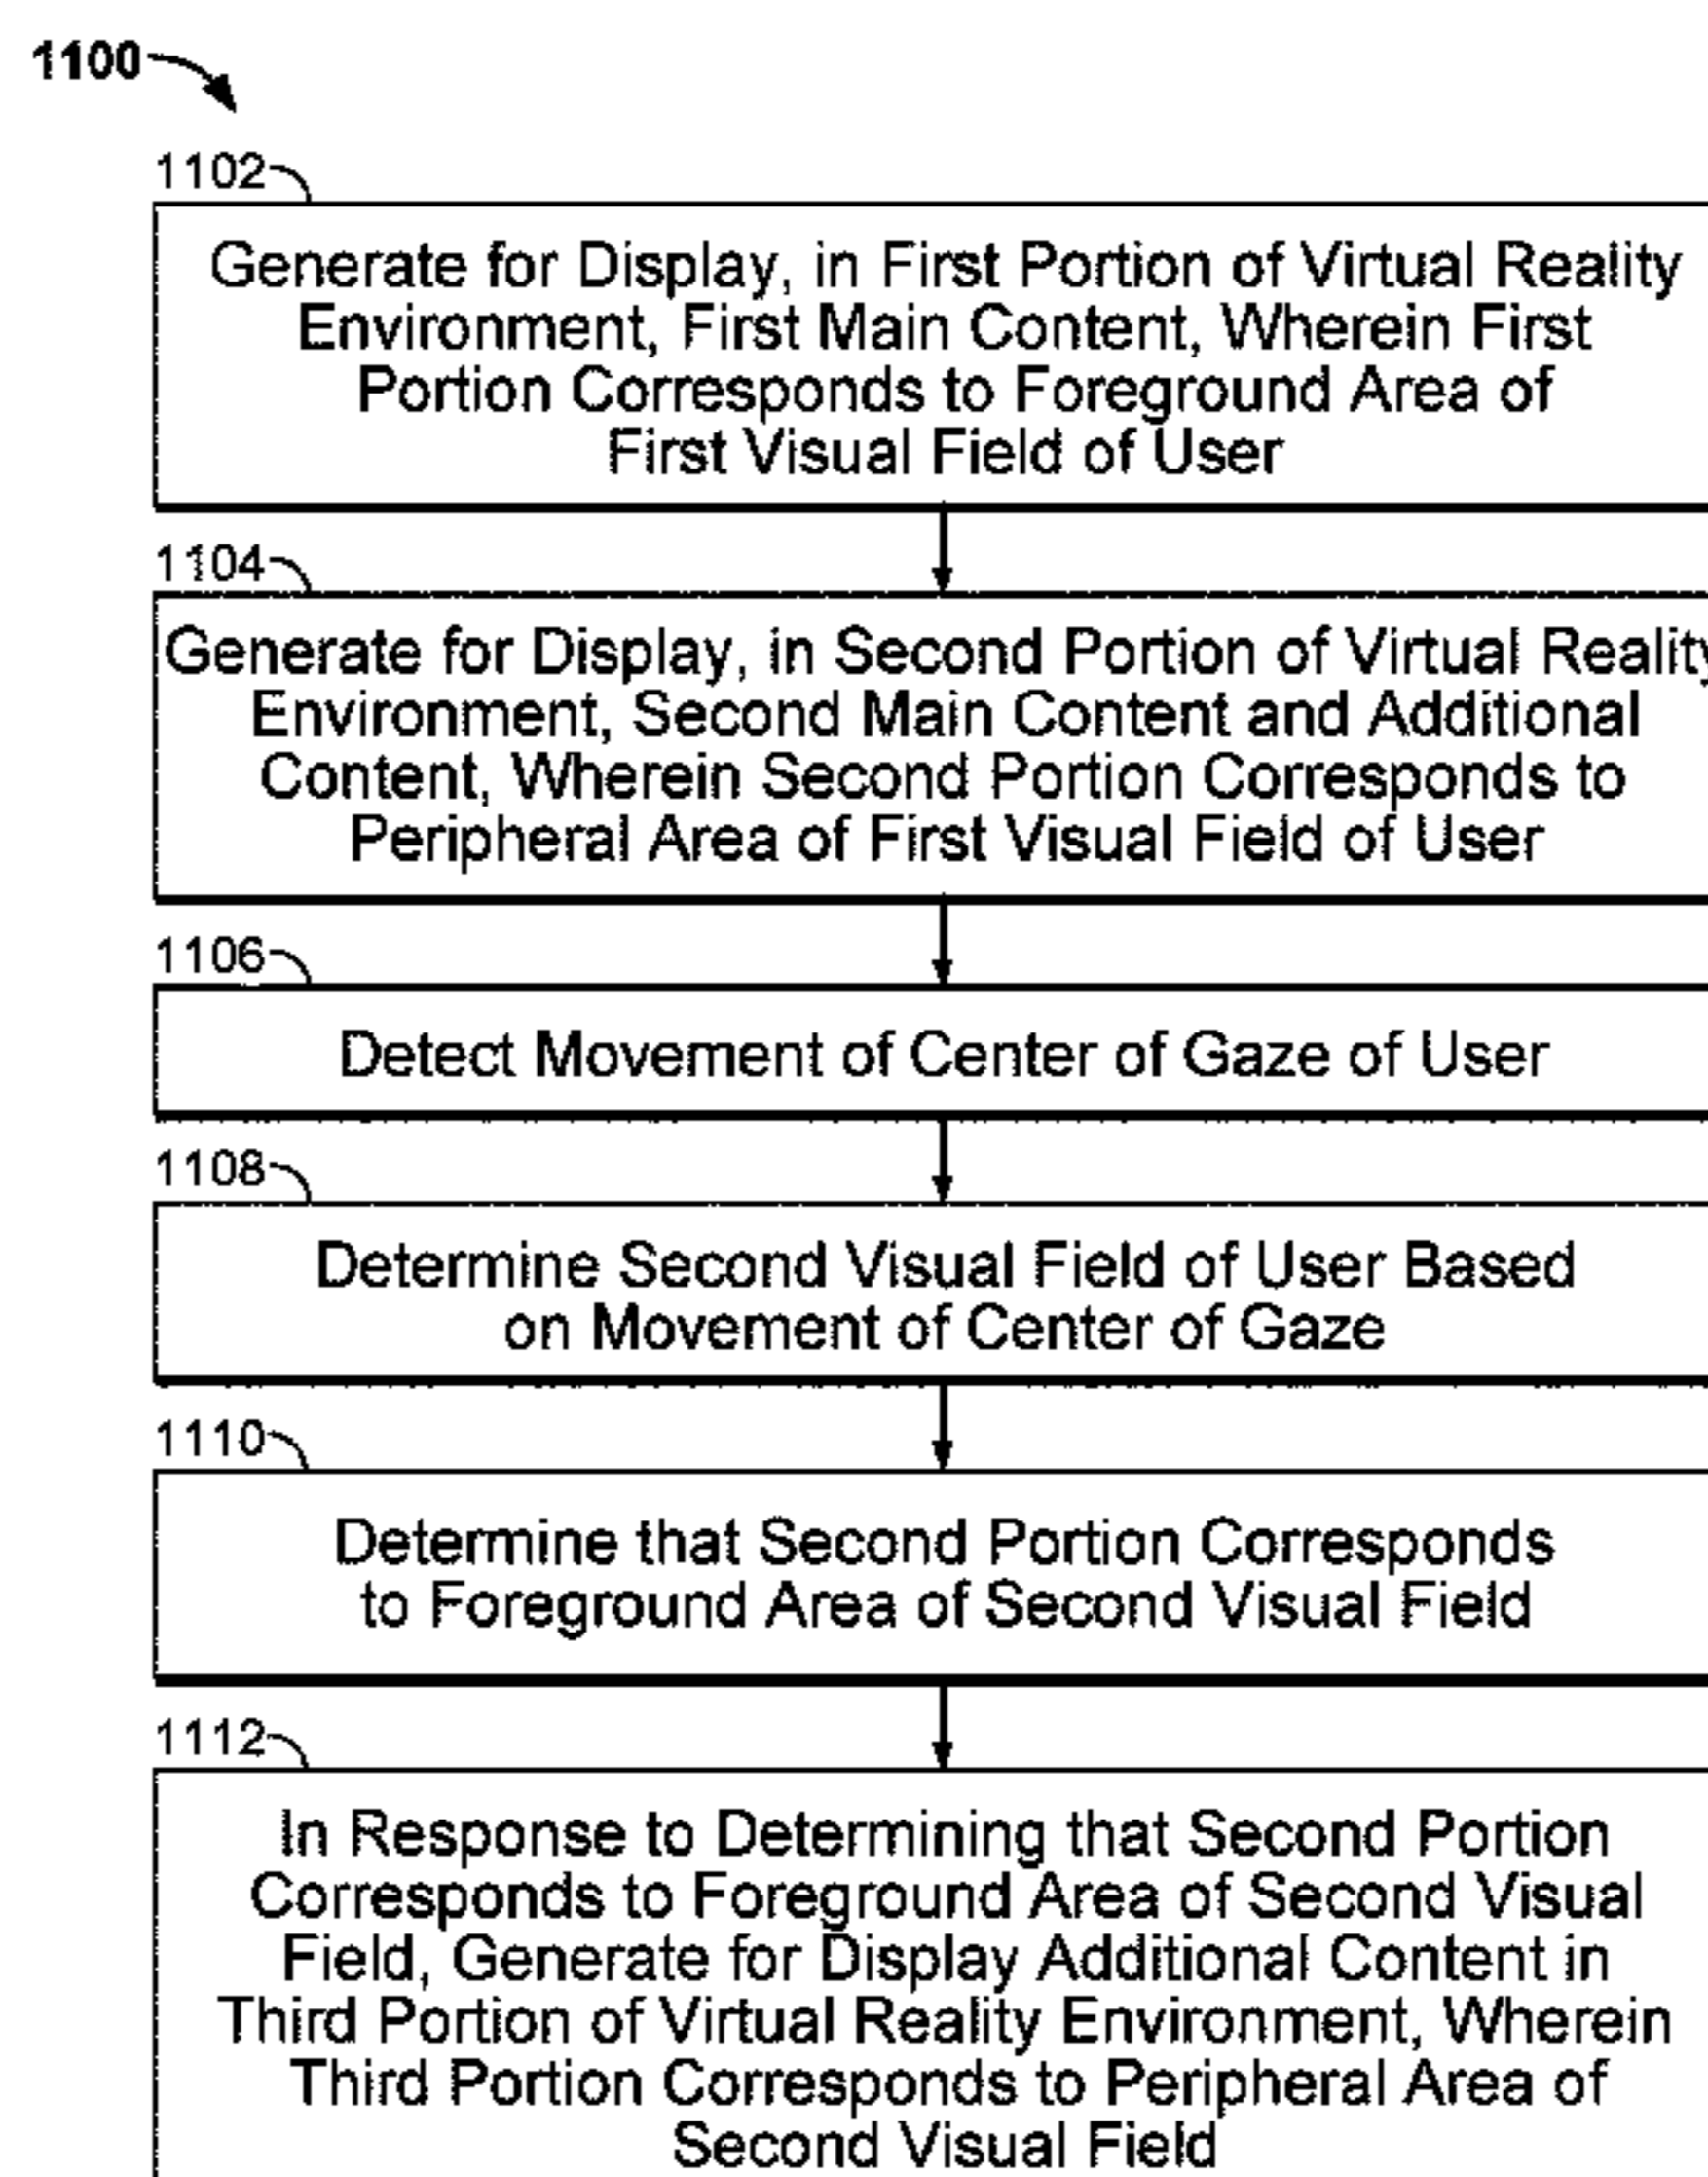 1100
1102
Generate for Display, in First Portion of Virtual Reality
Environment, First Main Content, Wherein First
Portion Corresponds to Foreground Area of
First Visual Field of User
1104
Generate for Display, in Second Portion of Virtual Reality
Environment, Second Main Content and Additional
Content, Wherein Second Portion Corresponds to
Peripheral Area of First Visual Field of User
1106
Detect Movement of Center of Gaze of User
1108
Determine Second Visual Field of User Based
on Movement of Center of Gaze
1110
Determine that Second Portion Corresponds
to Foreground Area of Second Visual Field
1112
In Response to Determining that Second Portion
Corresponds to Foreground Area of Second Visual
Field, Generate for Display Additional Content in
Third Portion of Virtual Reality Environment, Wherein
Third Portion Corresponds to Peripheral Area of
Second Visual Field